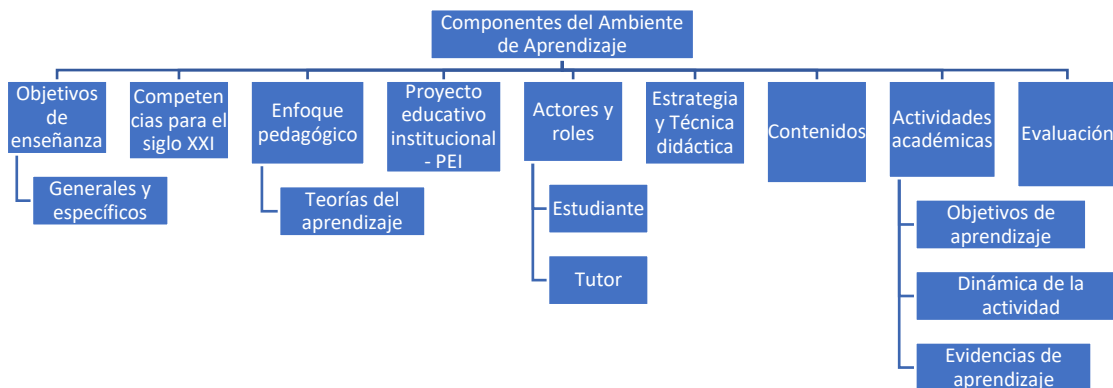 Componentes del Ambiente
de Aprendizaje
Objetivos
de
enseñanza
Competen
cias para el
siglo XXI
Enfoque
pedagógico
Proyecto
educativo
institucional
- PEI
Actores y
roles
Estrategia
y Técnica
didáctica
Contenidos
Actividades
académicas
Evaluación
Generales y
específicos
Teorías del
aprendizaje
Estudiante
Tutor
Objetivos de
aprendizaje
Dinámica de la
actividad
Evidencias de
aprendizaje